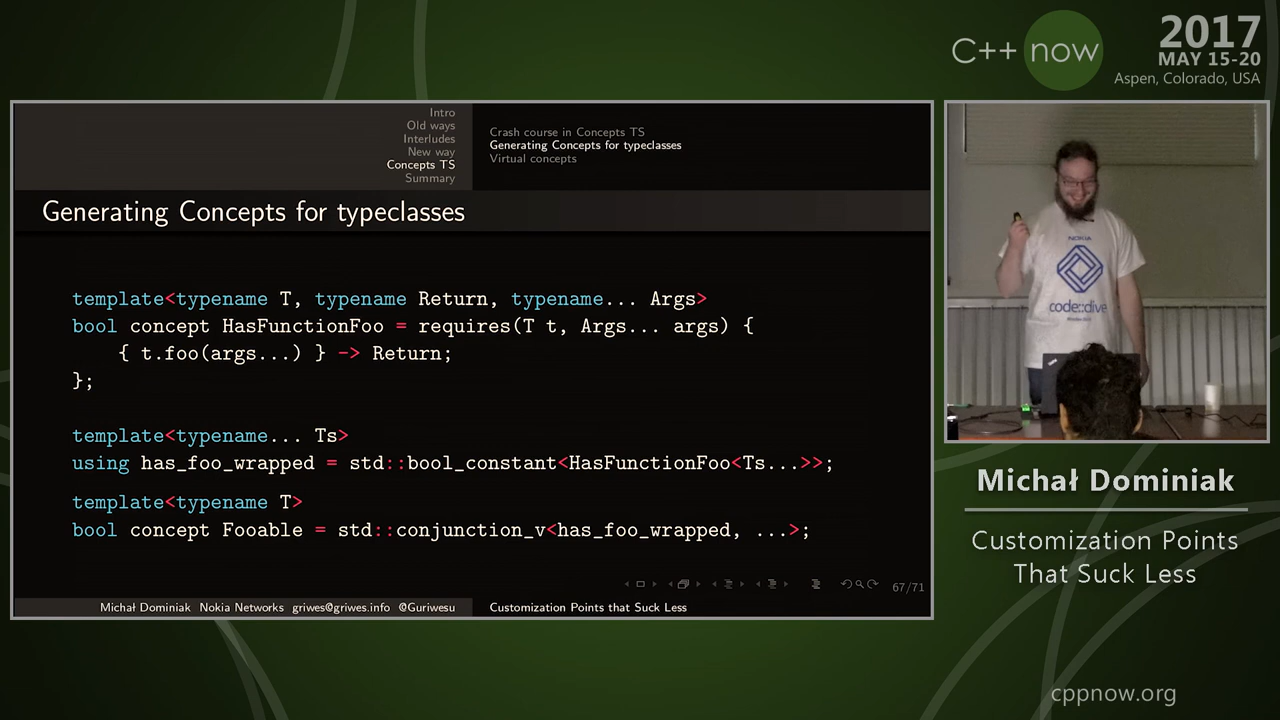 C++ now
2017
MAY 15-20
Aspen, Colorado, USA
Intro
Old ways
Interludes
New way
Concepts TS
Summary
Crash course in Concepts TS
Generating Concepts for typeclasses
Virtual concepts
Generating Concepts for typeclasses
template<typename T, typename Return, typename... Args>
bool concept HasFunctionFoo = requires(T t, Args... args) {
    { t.foo(args...) } -> Return;
};
template<typename... Ts>
using has_foo_wrapped = std::bool_constant<HasFunctionFoo<Ts...>>;
template<typename T>
bool concept Fooable = std::conjunction_v<has_foo_wrapped, ...>;
67/71
Michał Dominiak Nokia Networks griwes@griwes.info @Guriwesu
Customization Points that Suck Less
NOKIA
code::dive
Michał Dominiak
Customization Points
That Suck Less
cppnow.org